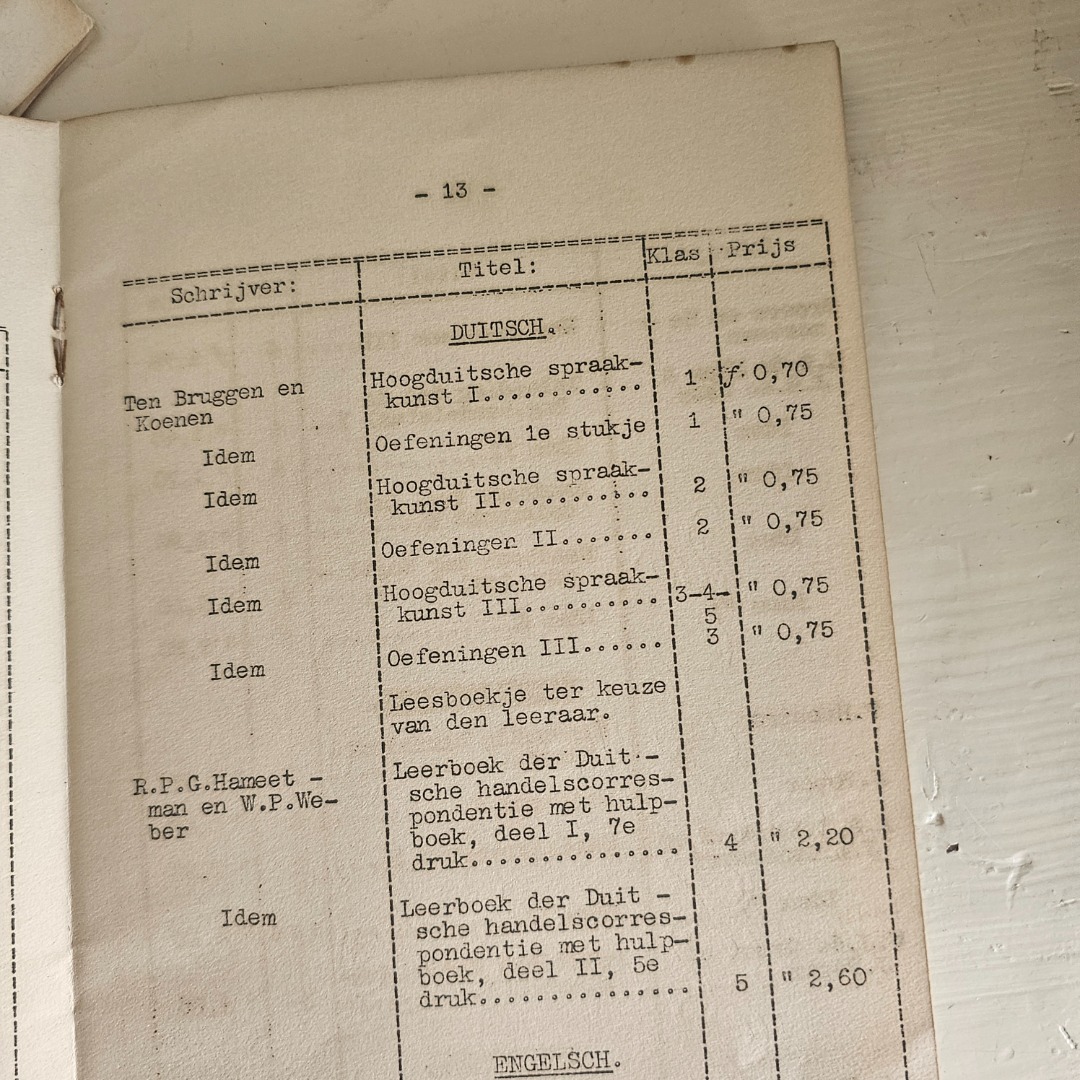 - 13 -
Schrijver: Titel: Klas Prijs
DUITSCH.
Ten Bruggen en Hoogduitsche spraak- 1 f. 0,70
Koenen kunst I............
Idem Oefeningen 1e stukje 1 " 0,75
Idem Hoogduitsche spraak- 2 " 0,75
kunst II...........
Idem Oefeningen II....... 2 " 0,75
Idem Hoogduitsche spraak- 3-4- " 0,75
kunst III.......... 5
Idem Oefeningen III...... 3 " 0,75
Leesboekje ter keuze
van den leeraar.
R.P.G.Hameet - Leerboek der Duit -
man en W.P.We- sche handelscorres-
ber pondentie met hulp-
boek, deel I, 7e
druk............... 4 " 2,20
Idem Leerboek der Duit -
sche handelscorres-
pondentie met hulp-
boek, deel II, 5e
druk............... 5 " 2,60
ENGELSCH.